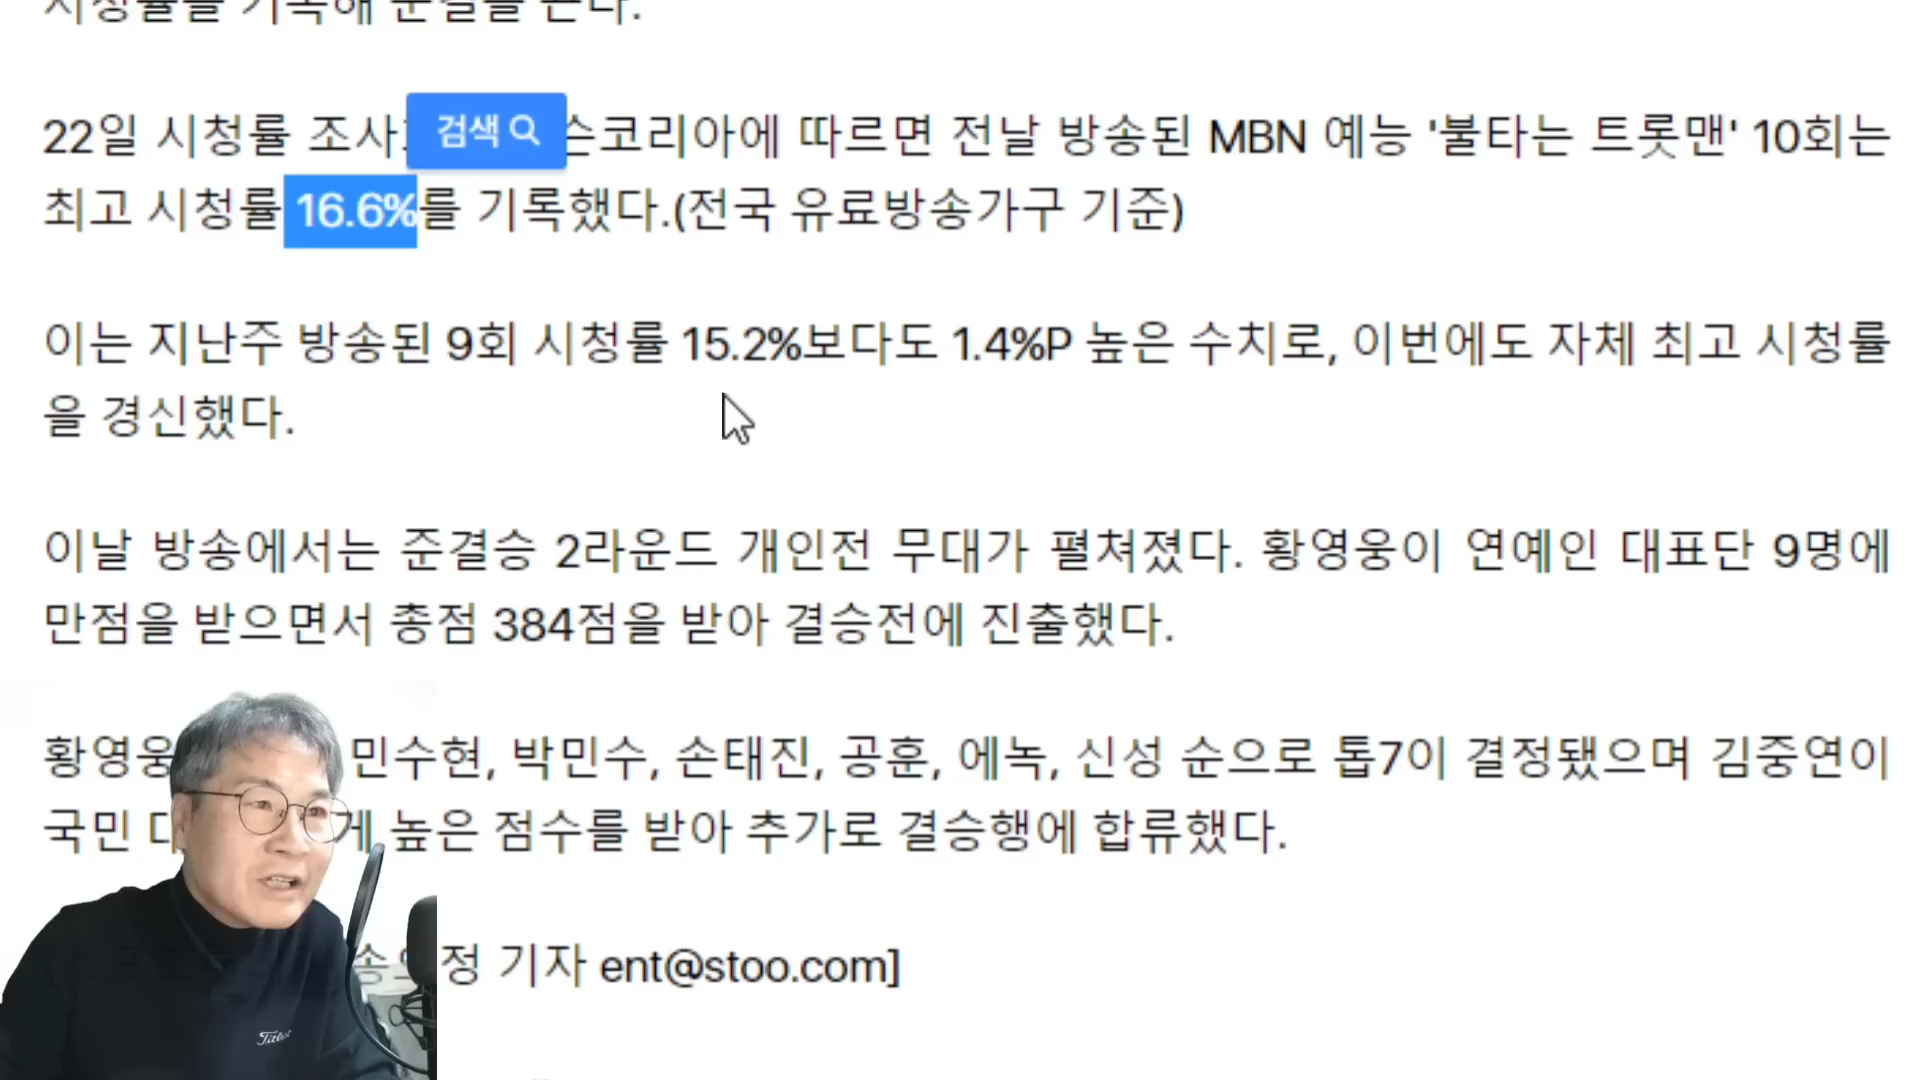 22일 시청률 조사 검색 슨코리아에 따르면 전날 방송된 MBN 예능 '불타는 트롯맨' 10회는
최고 시청률 16.6%를 기록했다.(전국 유료방송가구 기준)
이는 지난주 방송된 9회 시청률 15.2%보다도 1.4%P 높은 수치로, 이번에도 자체 최고 시청률
을 경신했다.
이날 방송에서는 준결승 2라운드 개인전 무대가 펼쳐졌다. 황영웅이 연예인 대표단 9명에
만점을 받으면서 총점 384점을 받아 결승전에 진출했다.
황영웅 민수현, 박민수, 손태진, 공훈, 에녹, 신성 순으로 톱7이 결정됐으며 김중연이
국민 게 높은 점수를 받아 추가로 결승행에 합류했다.
정 기자 ent@stoo.com]
Titleist